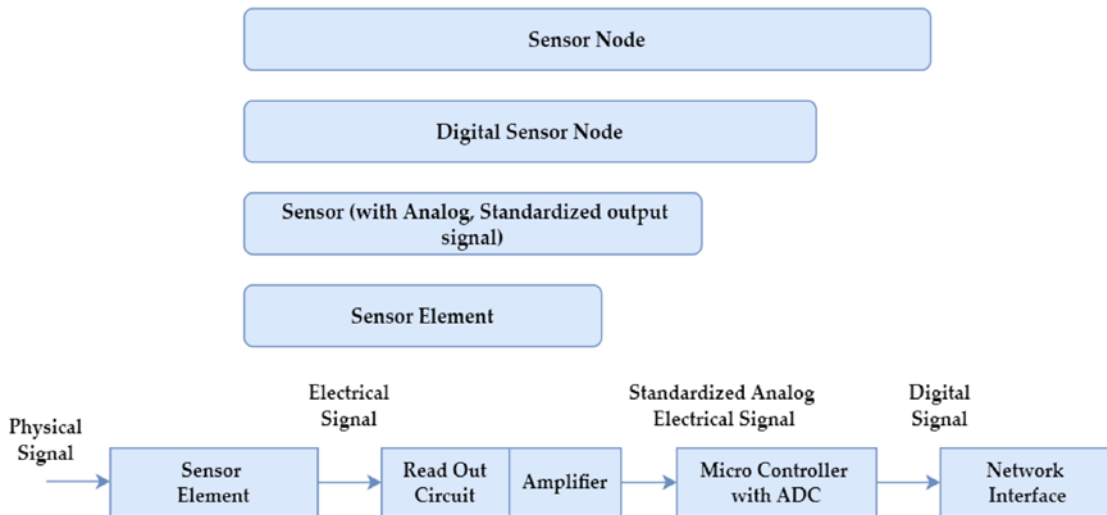 Sensor Node
Digital Sensor Node
Sensor (with Analog, Standardized output
signal)
Sensor Element
Physical
Signal
Electrical
Signal
Standardized Analog
Electrical Signal
Digital
Signal
Sensor
Element
Read Out
Circuit
Amplifier
Micro Controller
with ADC
Network
Interface